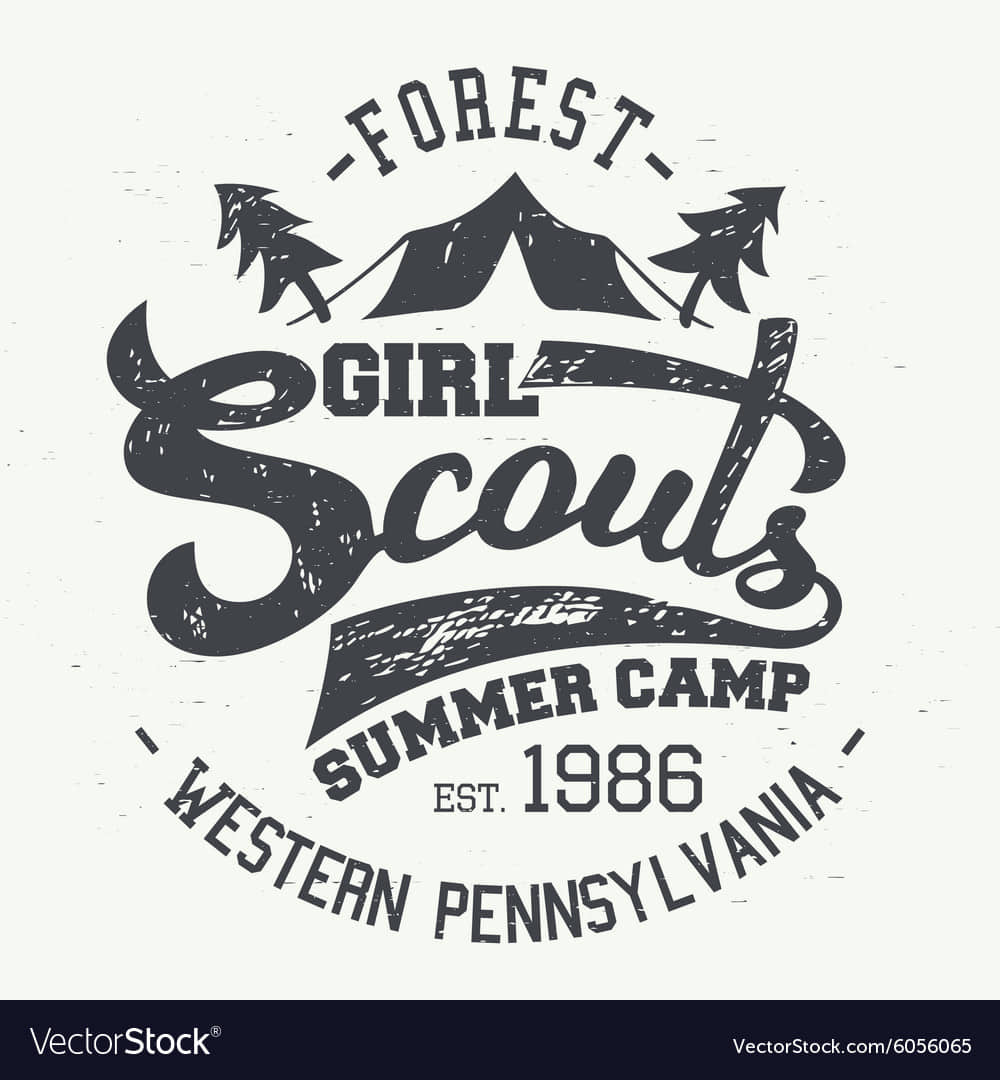 -FOREST-
GIRL
Scouts
SUMMER CAMP
EST. 1986
- WESTERN PENNSYLVANIA -
VectorStock®
VectorStock.com/6056065